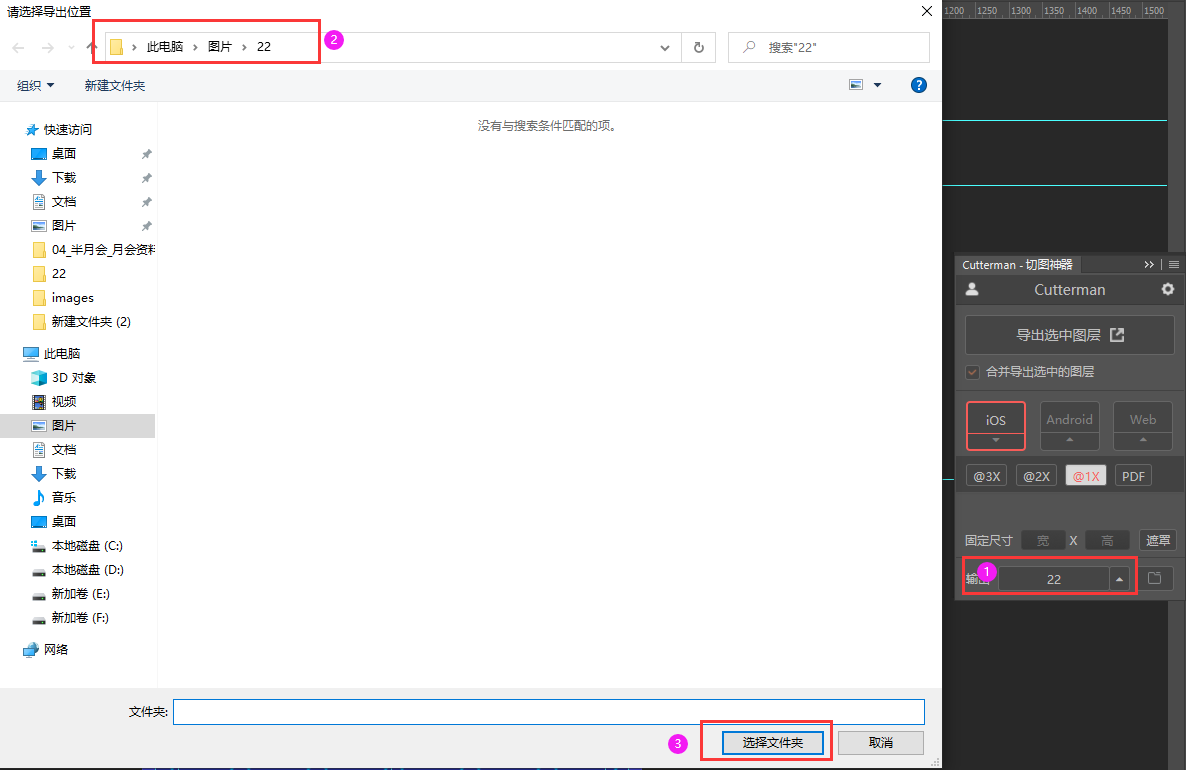 请选择导出位置
1200 1250 1300 1350 1400 1450 1500
此电脑 › 图片 › 22
2
搜索"22"
组织
新建文件夹
?
没有与搜索条件匹配的项。
快速访问
桌面
下载
文档
图片
04_半月会_月会资料
22
images
新建文件夹 (2)
此电脑
3D 对象
视频
图片
文档
下载
音乐
桌面
本地磁盘 (C:)
本地磁盘 (D:)
新加卷 (E:)
新加卷 (F:)
网络
文件夹:
3
选择文件夹
取消
Cutterman - 切图神器
Cutterman
导出选中图层
合并导出选中的图层
iOS Android Web
@3X @2X @1X PDF
固定尺寸 宽 X 高 遮罩
输出 1 22